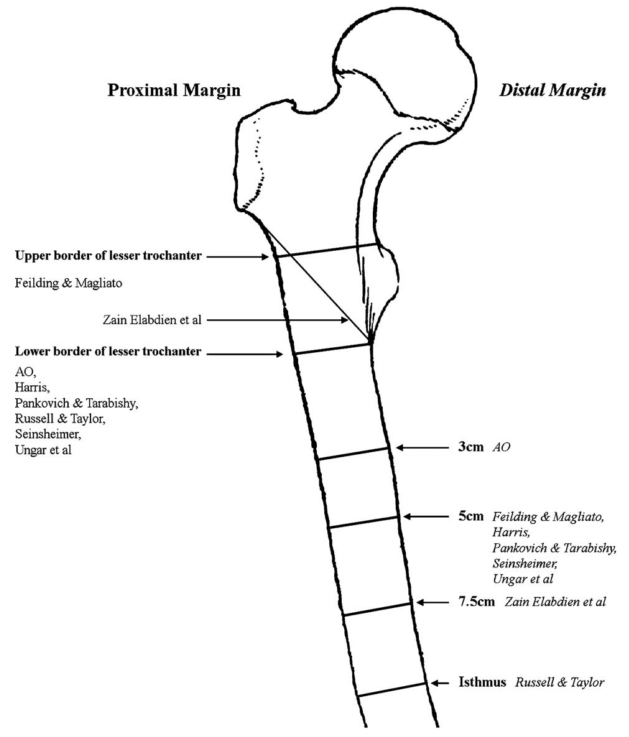 Proximal Margin
Distal Margin
Upper border of lesser trochanter
Feilding & Magliato
Zain Elabdien et al
Lower border of lesser trochanter
AO,
Harris,
Pankovich & Tarabishy,
Russell & Taylor,
Seinsheimer,
Ungar et al
3cm AO
5cm Feilding & Magliato,
Harris,
Pankovich & Tarabishy,
Seinsheimer,
Ungar et al
7.5cm Zain Elabdien et al
Isthmus Russell & Taylor